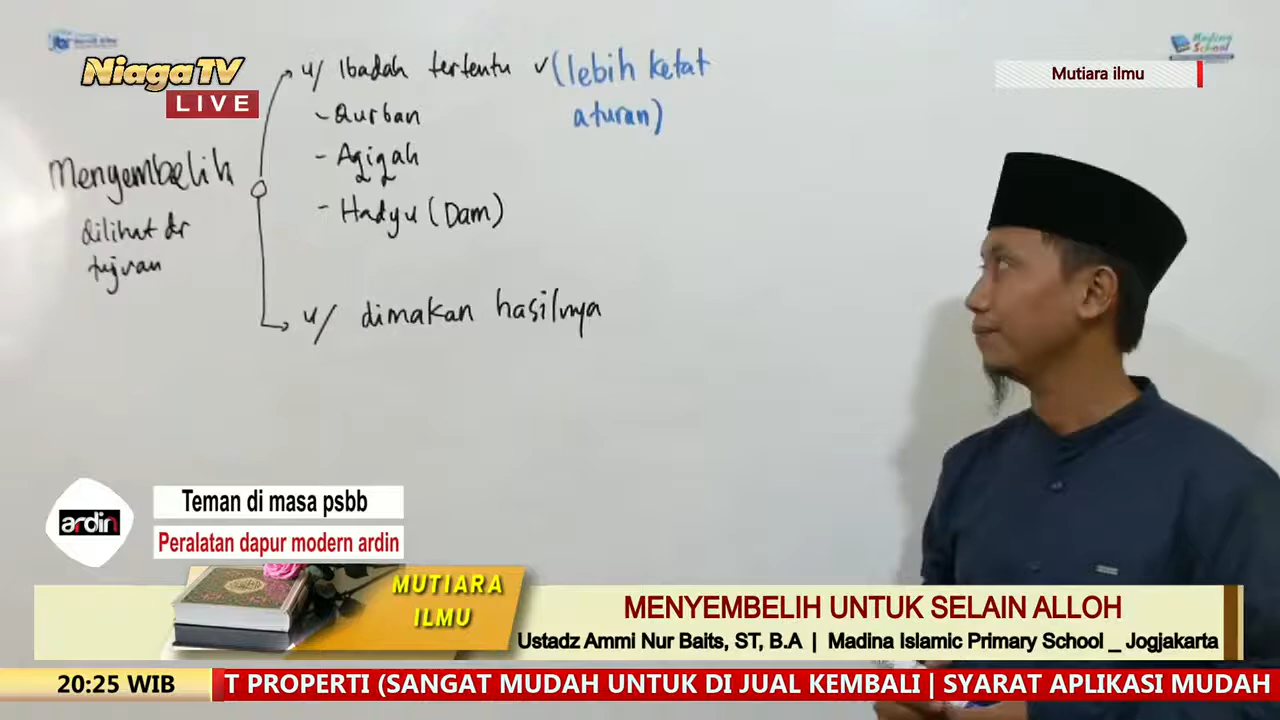 NiagaTV
LIVE
Mading School
Mutiara ilmu
Menyembelih
dilihat dr
tujuan
u/ Ibadah tertentu ✓ (lebih ketat
aturan)
- Qurban
- Aqiqah
- Hadyu (Dam)
u/ dimakan hasilnya
ardin
Teman di masa psbb
Peralatan dapur modern ardin
MUTIARA
ILMU
MENYEMBELIH UNTUK SELAIN ALLOH
Ustadz Ammi Nur Baits, ST, B.A | Madina Islamic Primary School _ Jogjakarta
20:25 WIB
T PROPERTI (SANGAT MUDAH UNTUK DI JUAL KEMBALI | SYARAT APLIKASI MUDAH